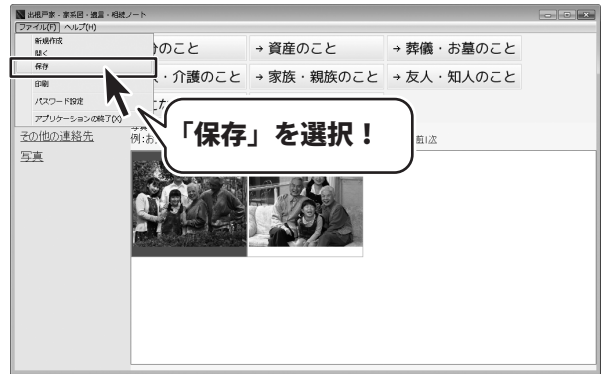 出根戸家・家系図・遺言・相続ノート
ファイル(F) ヘルプ(H)
新規作成
開く
保存
印刷
パスワード設定
アプリケーションの終了(X)
のこと
→ 資産のこと
→ 葬儀・お墓のこと
・介護のこと
→ 家族・親族のこと
→ 友人・知人のこと
「保存」を選択！
その他の連絡先
写真
例:お